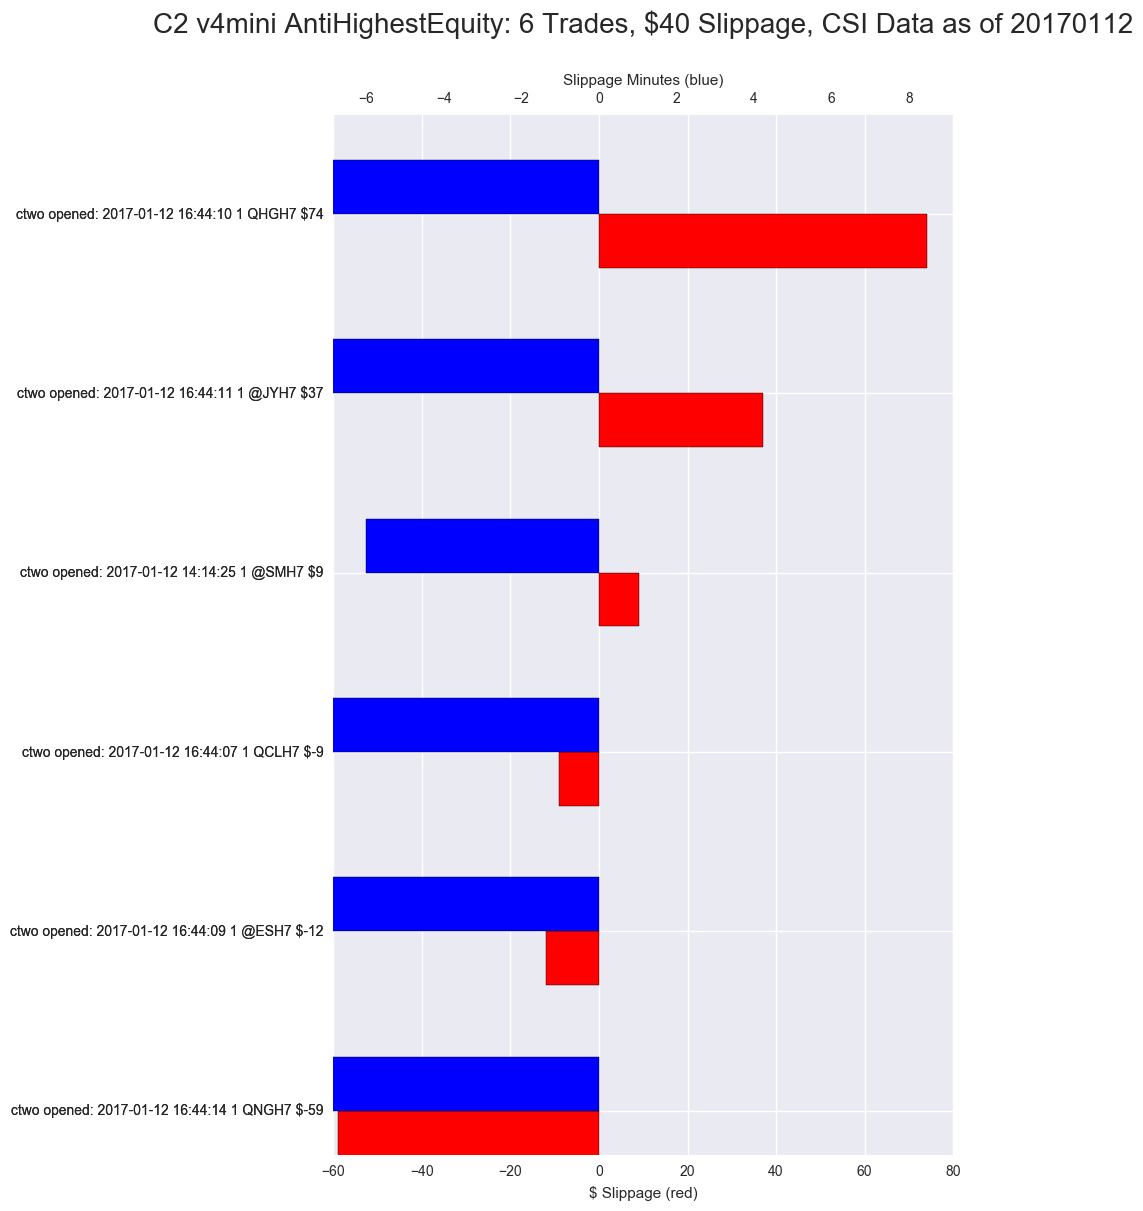 C2 v4mini AntiHighestEquity: 6 Trades, $40 Slippage, CSI Data as of 20170112
Slippage Minutes (blue)
−6 −4 −2 0 2 4 6 8
ctwo opened: 2017-01-12 16:44:10 1 QHGH7 $74
ctwo opened: 2017-01-12 16:44:11 1 @JYH7 $37
ctwo opened: 2017-01-12 14:14:25 1 @SMH7 $9
ctwo opened: 2017-01-12 16:44:07 1 QCLH7 $-9
ctwo opened: 2017-01-12 16:44:09 1 @ESH7 $-12
ctwo opened: 2017-01-12 16:44:14 1 QNGH7 $-59
−60 −40 −20 0 20 40 60 80
$ Slippage (red)